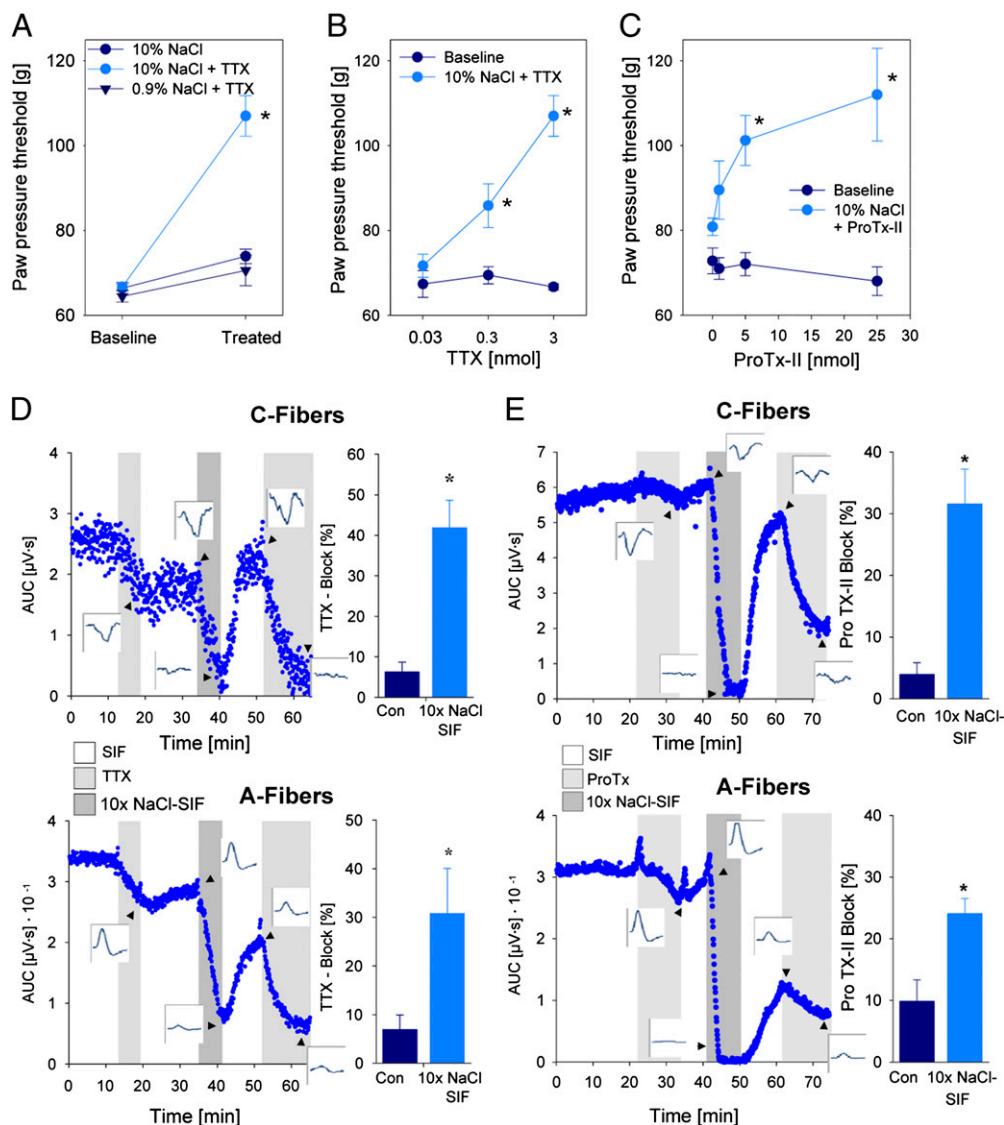 A
10% NaCl
10% NaCl + TTX
0.9% NaCl + TTX
Paw pressure threshold [g]
120
100
80
60
*
Baseline
Treated
B
Baseline
10% NaCl + TTX
Paw pressure threshold [g]
120
100
80
60
*
*
0.03
0.3
3
TTX [nmol]
C
Paw pressure threshold [g]
120
100
80
60
*
*
Baseline
10% NaCl
+ ProTx-II
0
5
10
15
20
25
30
ProTx-II [nmol]
D
C-Fibers
AUC [µV·s]
4
3
2
1
0
0
10
20
30
40
50
60
Time [min]
TTX - Block [%]
60
50
40
30
20
10
0
*
Con
10x NaCl
SIF
SIF
TTX
10x NaCl-SIF
A-Fibers
AUC [µV·s] · 10⁻¹
4
3
2
1
0
0
10
20
30
40
50
60
Time [min]
TTX - Block [%]
50
40
30
20
10
0
*
Con
10x NaCl-
SIF
E
C-Fibers
AUC [µV·s]
7
6
5
4
3
2
1
0
0
10
20
30
40
50
60
70
Time [min]
Pro TX-II Block [%]
40
30
20
10
0
*
Con
10x NaCl-
SIF
SIF
ProTx
10x NaCl-SIF
A-Fibers
AUC [µV·s] · 10⁻¹
4
3
2
1
0
0
10
20
30
40
50
60
70
Time [min]
Pro TX-II Block [%]
40
30
20
10
0
*
Con
10x NaCl-
SIF